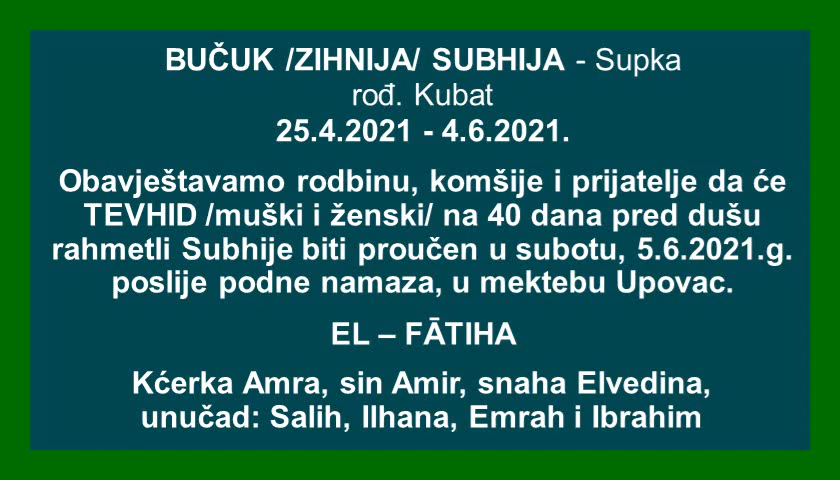 BUČUK /ZIHNIJA/ SUBHIJA - Supka
rođ. Kubat
25.4.2021 - 4.6.2021.
Obavještavamo rodbinu, komšije i prijatelje da će
TEVHID /muški i ženski/ na 40 dana pred dušu
rahmetli Subhije biti proučen u subotu, 5.6.2021.g.
poslije podne namaza, u mektebu Upovac.
EL – FĀTIHA
Kćerka Amra, sin Amir, snaha Elvedina,
unučad: Salih, Ilhana, Emrah i Ibrahim